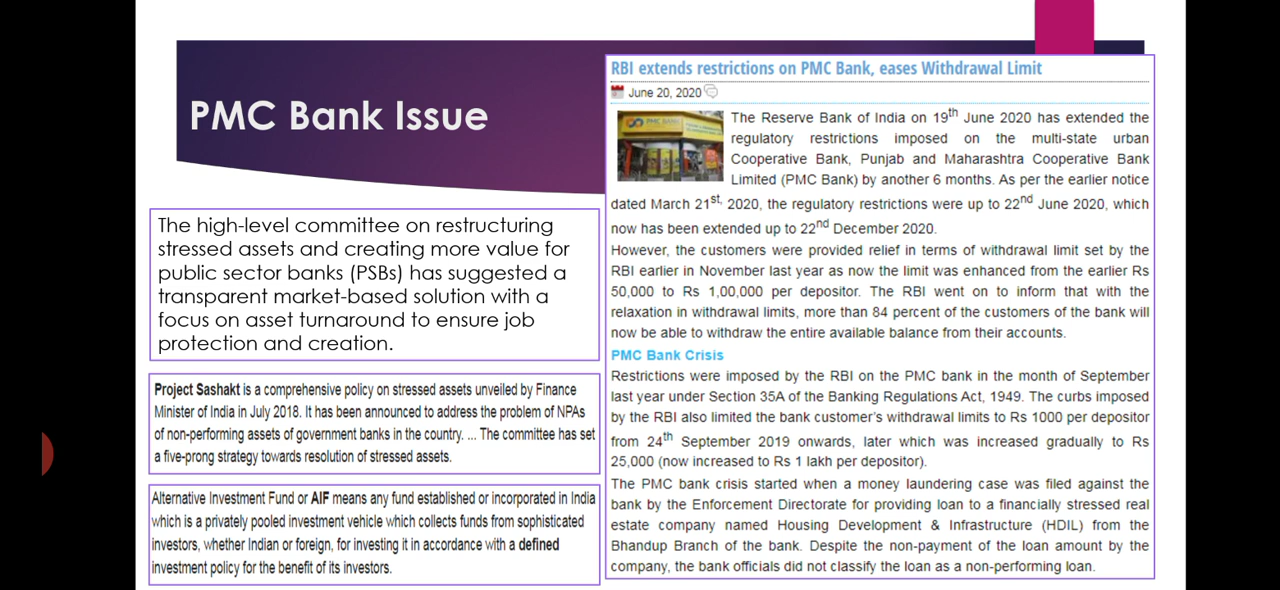 PMC Bank Issue
The high-level committee on restructuring
stressed assets and creating more value for
public sector banks (PSBs) has suggested a
transparent market-based solution with a
focus on asset turnaround to ensure job
protection and creation.
Project Sashakt is a comprehensive policy on stressed assets unveiled by Finance
Minister of India in July 2018. It has been announced to address the problem of NPAs
of non-performing assets of government banks in the country. ... The committee has set
a five-prong strategy towards resolution of stressed assets.
Alternative Investment Fund or AIF means any fund established or incorporated in India
which is a privately pooled investment vehicle which collects funds from sophisticated
investors, whether Indian or foreign, for investing it in accordance with a defined
investment policy for the benefit of its investors.
RBI extends restrictions on PMC Bank, eases Withdrawal Limit
June 20, 2020
PMC BANK
The Reserve Bank of India on 19th June 2020 has extended the
regulatory restrictions imposed on the multi-state urban
Cooperative Bank, Punjab and Maharashtra Cooperative Bank
Limited (PMC Bank) by another 6 months. As per the earlier notice
dated March 21st, 2020, the regulatory restrictions were up to 22nd June 2020, which
now has been extended up to 22nd December 2020.
However, the customers were provided relief in terms of withdrawal limit set by the
RBI earlier in November last year as now the limit was enhanced from the earlier Rs
50,000 to Rs 1,00,000 per depositor. The RBI went on to inform that with the
relaxation in withdrawal limits, more than 84 percent of the customers of the bank will
now be able to withdraw the entire available balance from their accounts.
PMC Bank Crisis
Restrictions were imposed by the RBI on the PMC bank in the month of September
last year under Section 35A of the Banking Regulations Act, 1949. The curbs imposed
by the RBI also limited the bank customer's withdrawal limits to Rs 1000 per depositor
from 24th September 2019 onwards, later which was increased gradually to Rs
25,000 (now increased to Rs 1 lakh per depositor).
The PMC bank crisis started when a money laundering case was filed against the
bank by the Enforcement Directorate for providing loan to a financially stressed real
estate company named Housing Development & Infrastructure (HDIL) from the
Bhandup Branch of the bank. Despite the non-payment of the loan amount by the
company, the bank officials did not classify the loan as a non-performing loan.